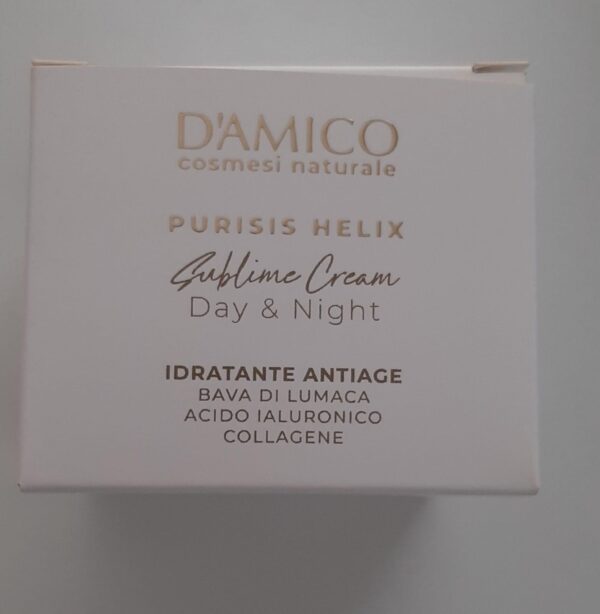 D'AMICO
cosmesi naturale
PURISIS HELIX
Sublime Cream
Day & Night
IDRATANTE ANTIAGE
BAVA DI LUMACA
ACIDO IALURONICO
COLLAGENE